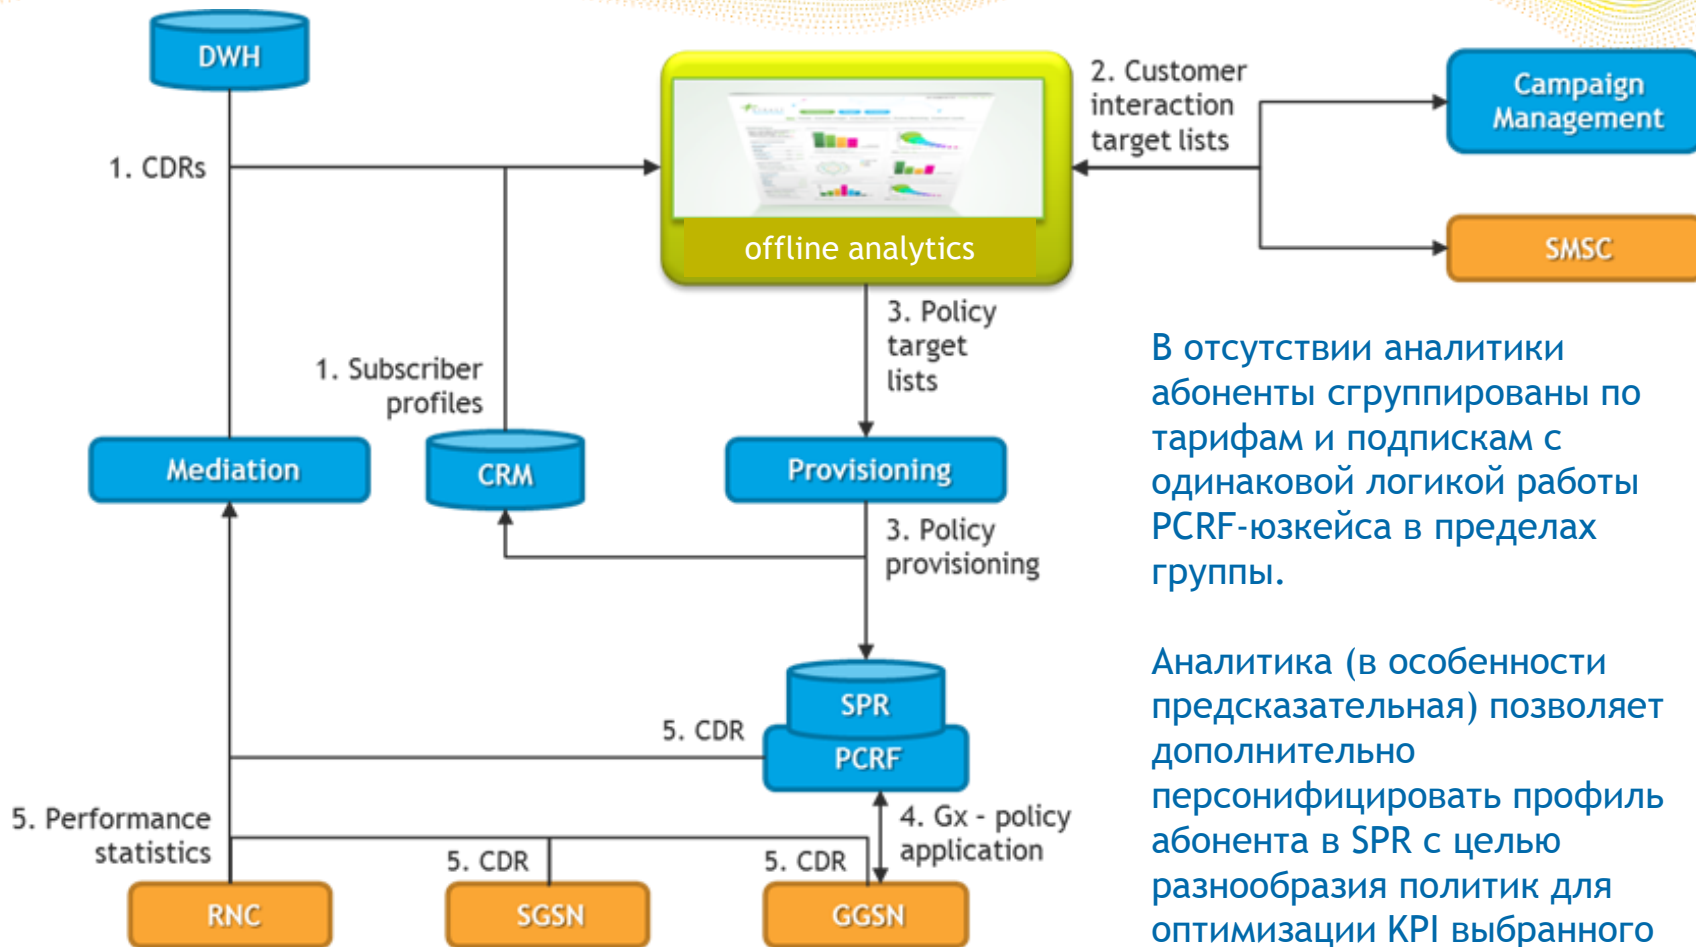 DWH
1. CDRs
offline analytics
2. Customer
interaction
target lists
Campaign
Management
SMSC
3. Policy
target
lists
1. Subscriber
profiles
Mediation
CRM
Provisioning
3. Policy
provisioning
SPR
PCRF
5. CDR
4. Gx - policy
application
5. Performance
statistics
5. CDR
5. CDR
RNC
SGSN
GGSN
В отсутствии аналитики
абоненты сгруппированы по
тарифам и подпискам с
одинаковой логикой работы
PCRF-юзкейса в пределах
группы.
Аналитика (в особенности
предсказательная) позволяет
дополнительно
персонифицировать профиль
абонента в SPR с целью
разнообразия политик для
оптимизации KPI выбранного